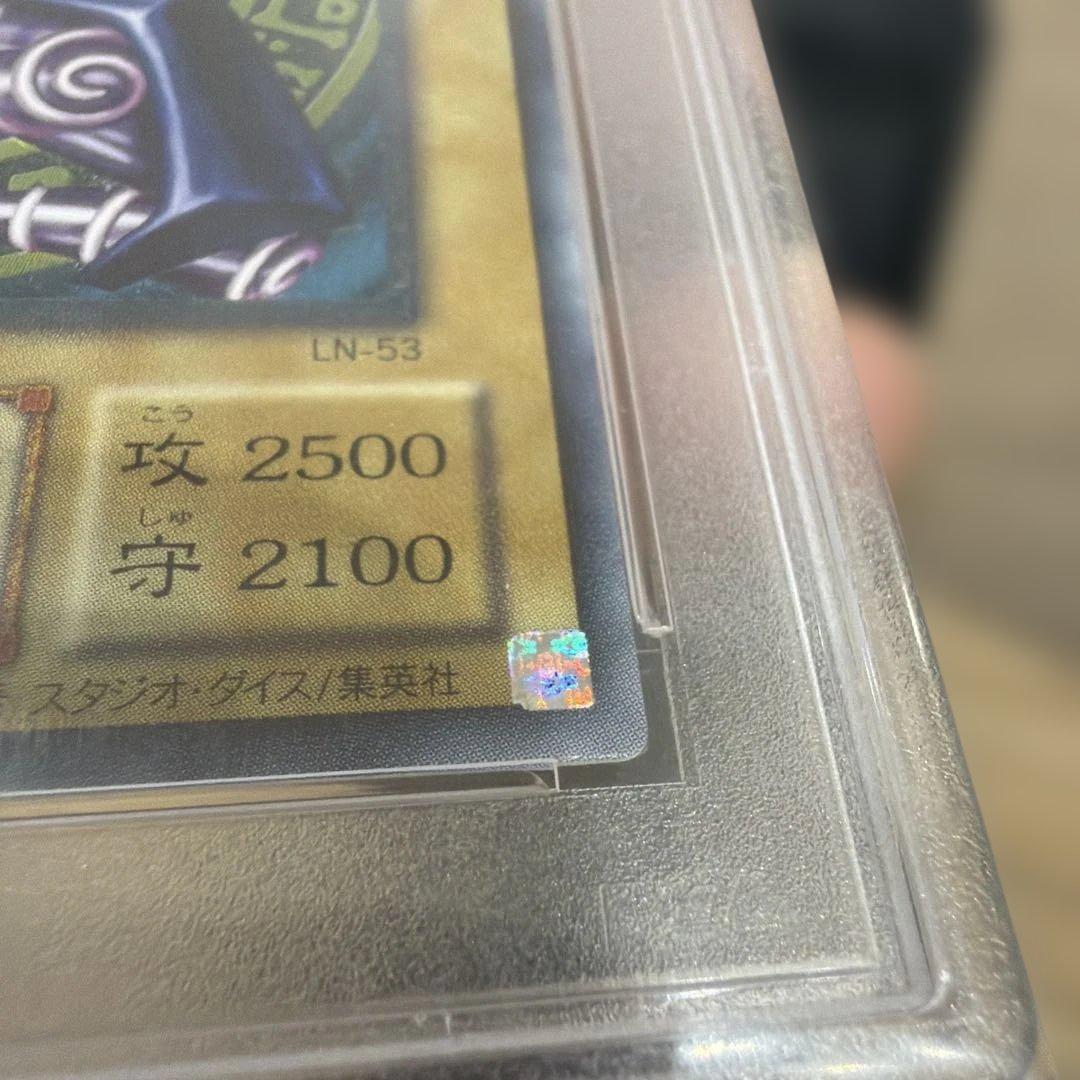 LN-53
こう
攻 2500
しゅ
守 2100
スタジオ・ダイス/集英社